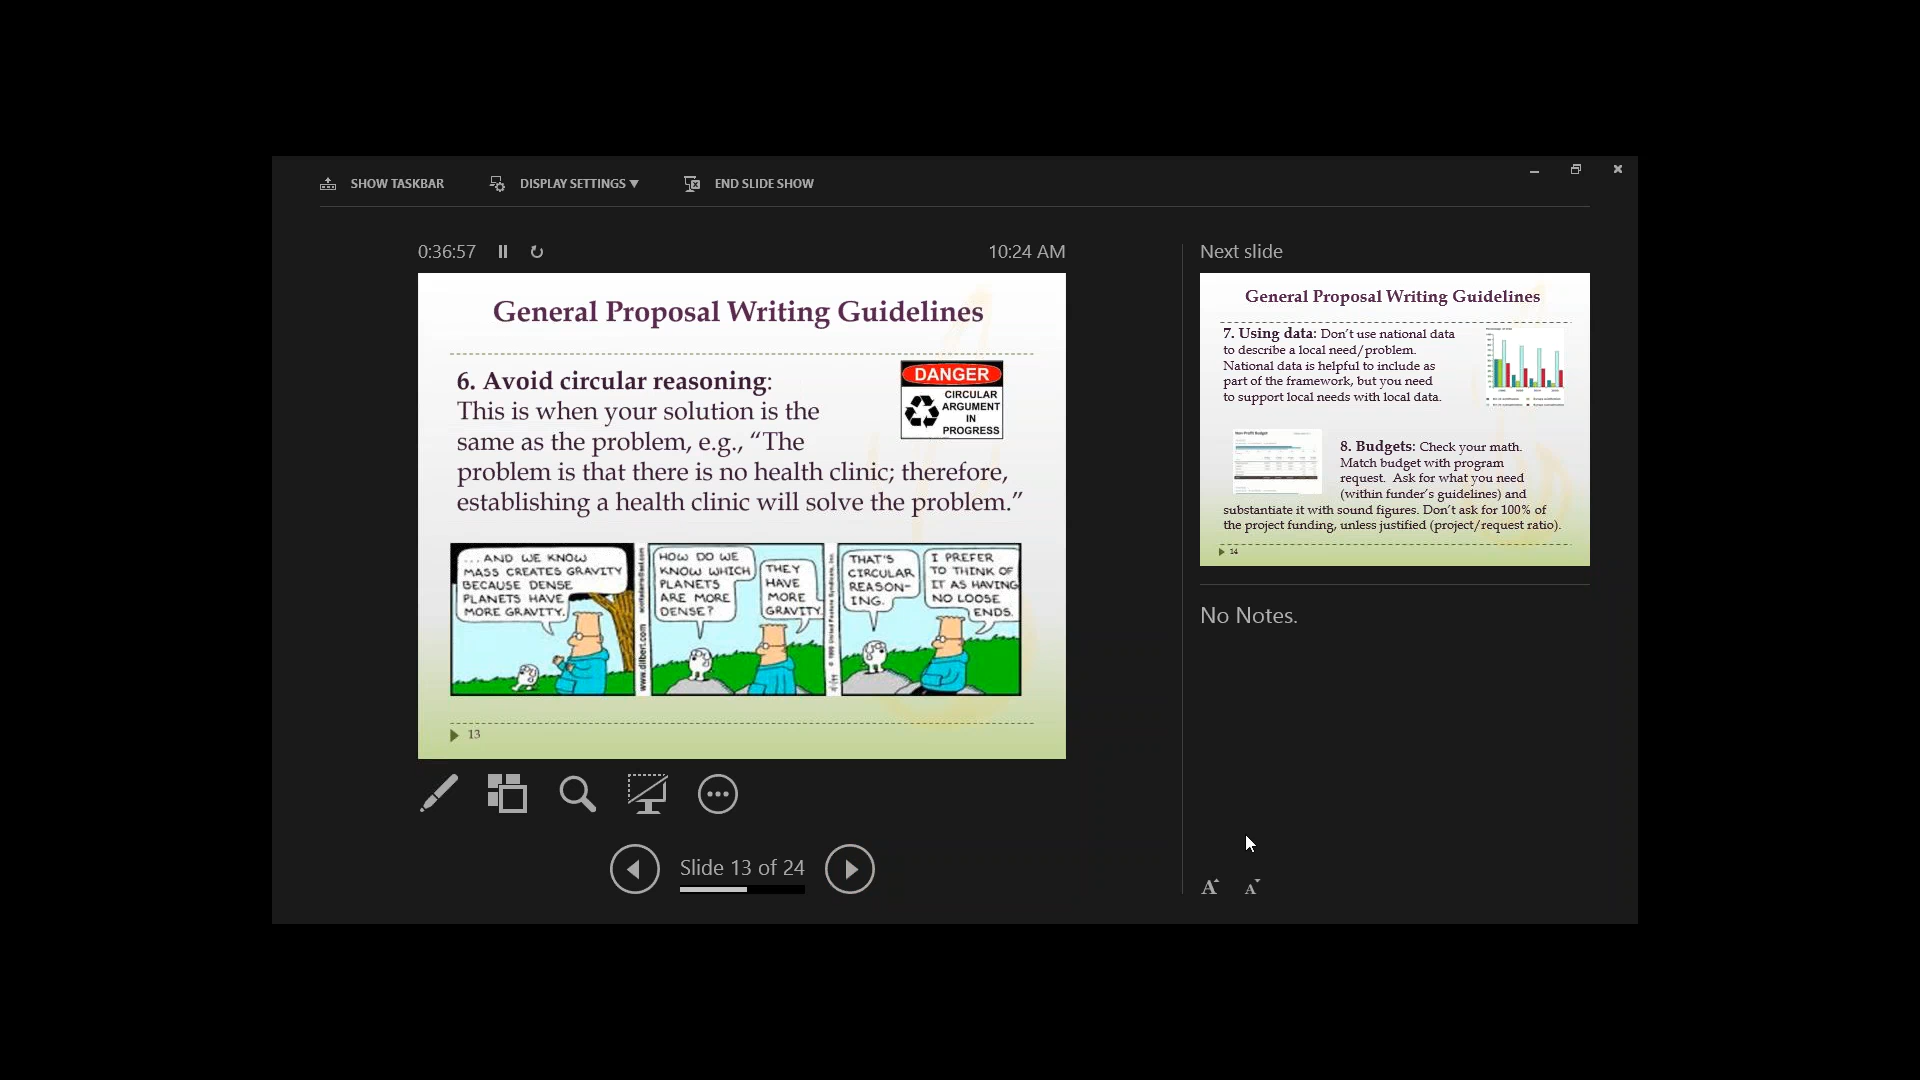 SHOW TASKBAR
DISPLAY SETTINGS ▼
END SLIDE SHOW
0:36:57
10:24 AM
General Proposal Writing Guidelines
6. Avoid circular reasoning:
This is when your solution is the
same as the problem, e.g., “The
problem is that there is no health clinic; therefore,
establishing a health clinic will solve the problem.”
DANGER
CIRCULAR
ARGUMENT
IN
PROGRESS
...AND WE KNOW
MASS CREATES GRAVITY
BECAUSE DENSE
PLANETS HAVE
MORE GRAVITY.
www.dilbert.com
HOW DO WE
KNOW WHICH
PLANETS
ARE MORE
DENSE?
THEY
HAVE
MORE
GRAVITY.
THAT'S
CIRCULAR
REASON-
ING.
I PREFER
TO THINK OF
IT AS HAVING
NO LOOSE
ENDS.
13
Slide 13 of 24
Next slide
General Proposal Writing Guidelines
7. Using data: Don’t use national data
to describe a local need/problem.
National data is helpful to include as
part of the framework, but you need
to support local needs with local data.
8. Budgets: Check your math.
Match budget with program
request. Ask for what you need
(within funder’s guidelines) and
substantiate it with sound figures. Don’t ask for 100% of
the project funding, unless justified (project/request ratio).
14
No Notes.
A A